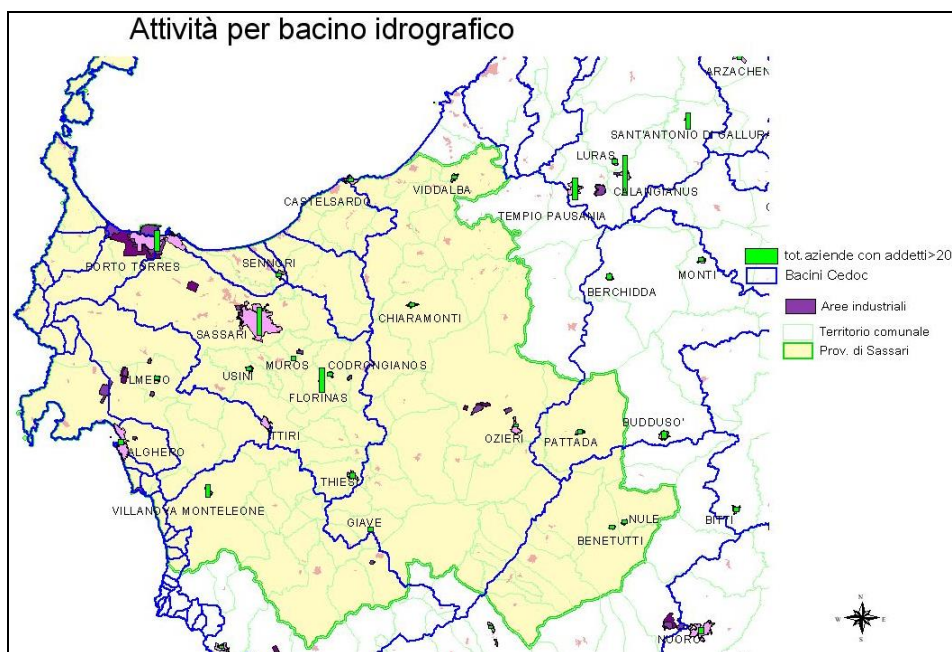 Attività per bacino idrografico
ARZACHEN
SANT'ANTONIO DI GALLURA
LURAS
CALANGIANUS
TEMPIO PAUSANIA
VIDDALBA
CASTELSARDO
PORTO TORRES
SENNORI
BERCHIDDA
MONTI
CHIARAMONTI
SASSARI
MUROS
CODRONGIANOS
USINI
OLMEDO
FLORINAS
ITTIRI
ALGHERO
OZIERI
PATTADA
BUDDUSO'
THIESI
VILLANOVA MONTELEONE
GIAVE
NULE
BENETUTTI
BITTI
NUORO
tot.aziende con addetti>20
Bacini Cedoc
Aree industriali
Territorio comunale
Prov. di Sassari
N
W
E
S